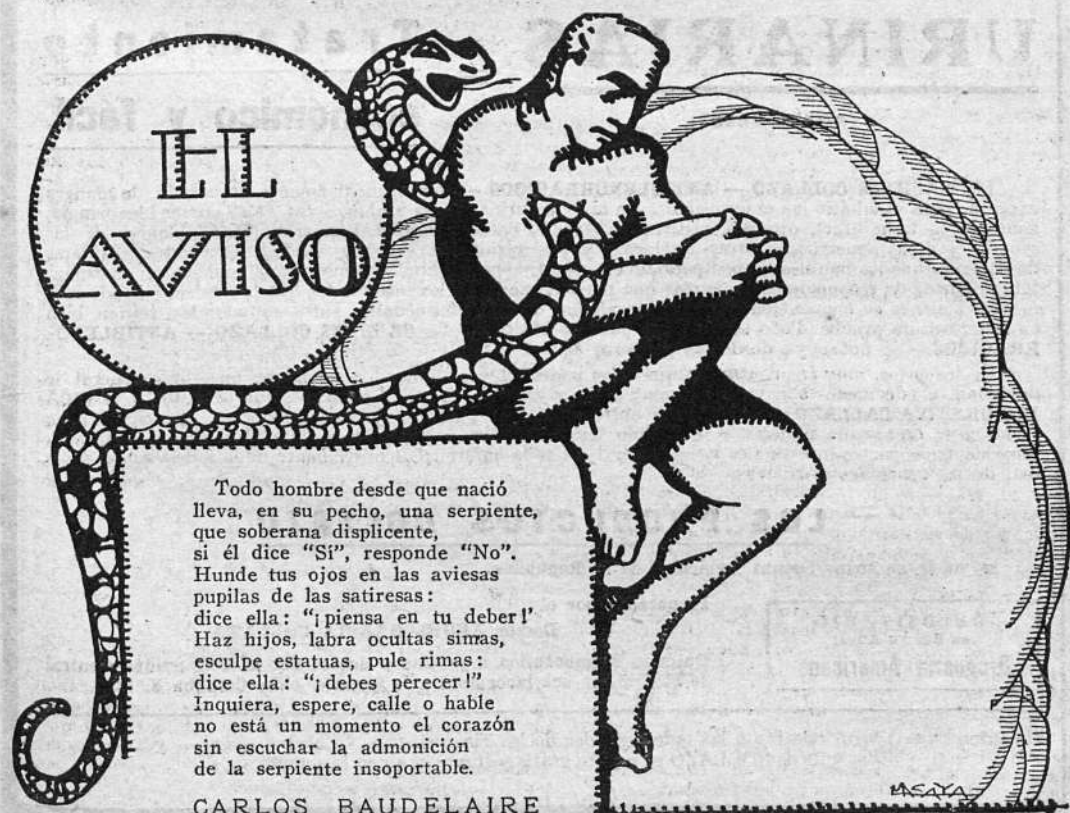 EL
AVISO
Todo hombre desde que nació
lleva, en su pecho, una serpiente,
que soberana displicente,
si él dice "Sí", responde "No".
Hunde tus ojos en las aviesas
pupilas de las satiresas:
dice ella: "¡piensa en tu deber!'
Haz hijos, labra ocultas simas,
esculpe estatuas, pule rimas:
dice ella: "¡debes perecer!"
Inquiera, espere, calle o hable
no está un momento el corazón
sin escuchar la admonición
de la serpiente insoportable.
CARLOS BAUDELAIRE
LASAYA